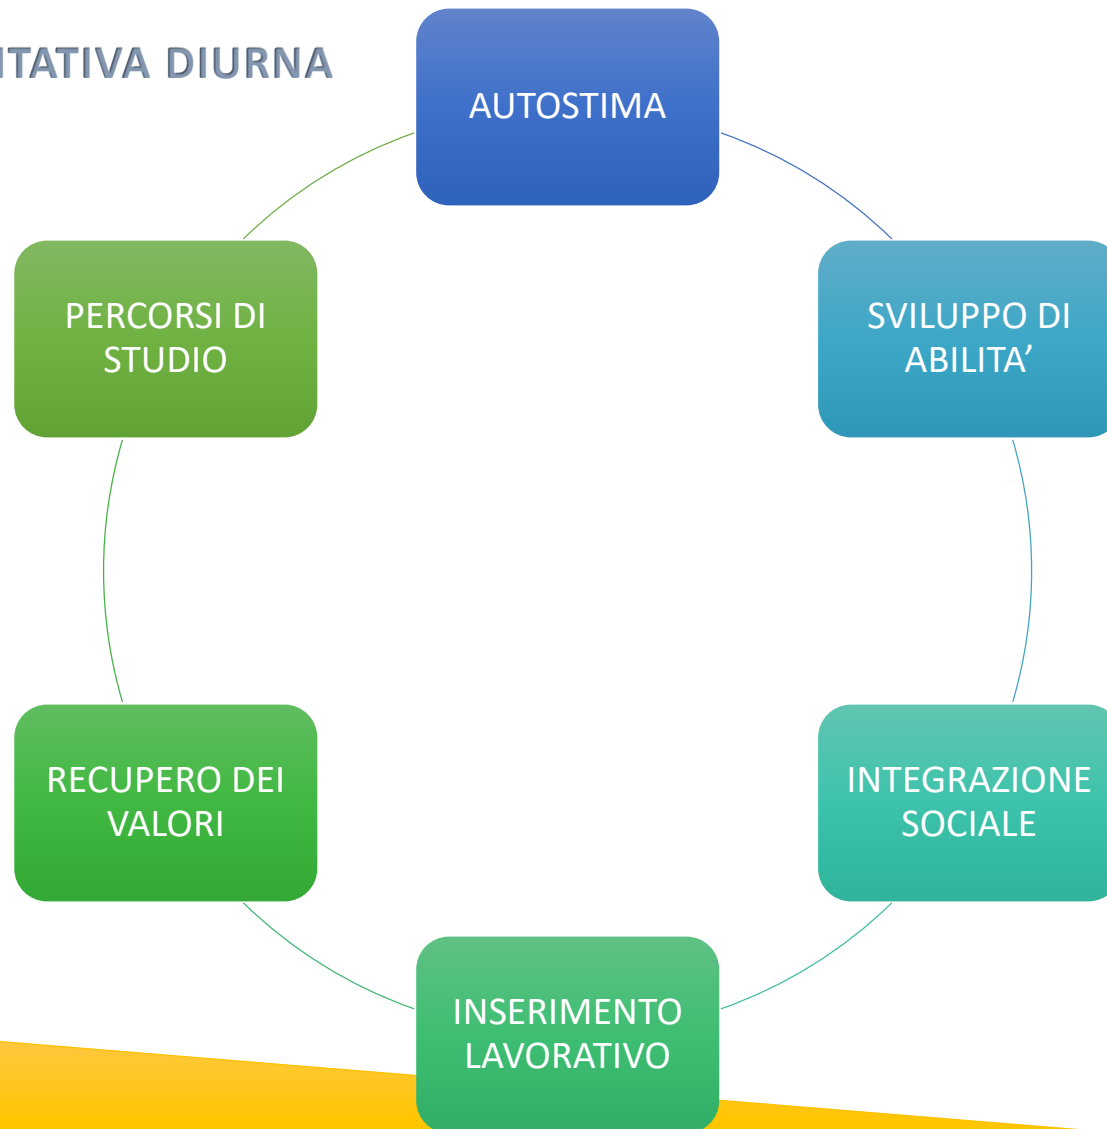 ITATIVA DIURNA
AUTOSTIMA
SVILUPPO DI
ABILITA’
INTEGRAZIONE
SOCIALE
INSERIMENTO
LAVORATIVO
RECUPERO DEI
VALORI
PERCORSI DI
STUDIO